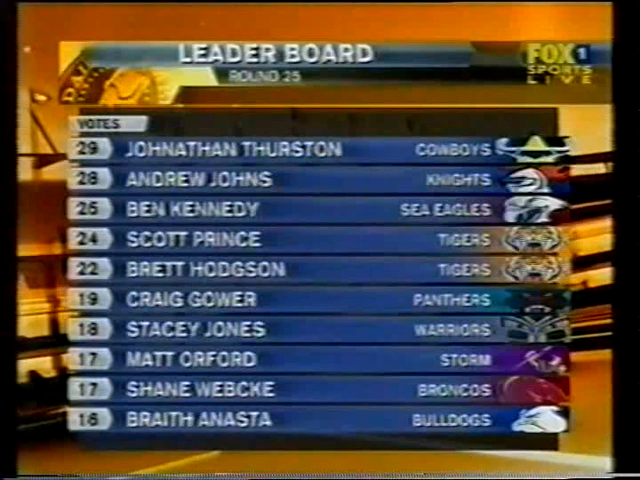 LEADER BOARD
ROUND 25
FOX SPORTS 1
LIVE
VOTES
29 JOHNATHAN THURSTON COWBOYS
28 ANDREW JOHNS KNIGHTS
25 BEN KENNEDY SEA EAGLES
24 SCOTT PRINCE TIGERS
22 BRETT HODGSON TIGERS
19 CRAIG GOWER PANTHERS
18 STACEY JONES WARRIORS
17 MATT ORFORD STORM
17 SHANE WEBCKE BRONCOS
16 BRAITH ANASTA BULLDOGS